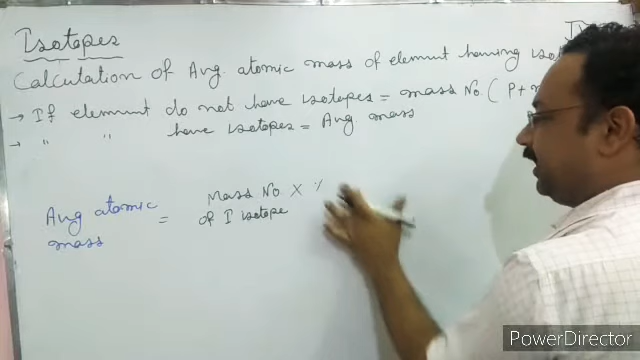 Isotopes
Calculation of Avg. atomic mass of element having
→ If element do not have isotopes = mass No. ( P+
→ " " have isotopes = Avg mass
Avg atomic mass =
Mass No. X %
of I isotope
PowerDirector